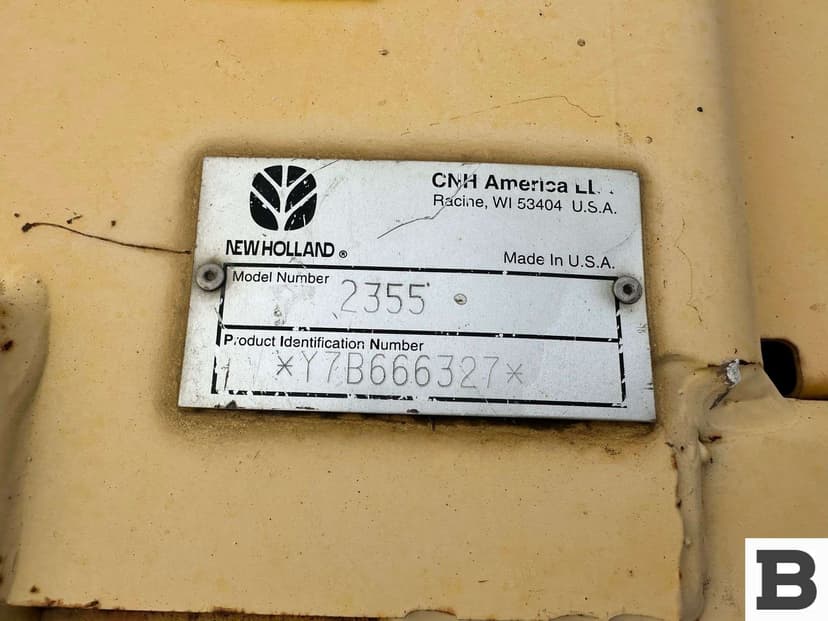 CNH America
Racine, WI 53404 U.S.A.
NEW HOLLAND ®
Made In U.S.A.
Model Number 2355
Product Identification Number
*Y7B666327*
B